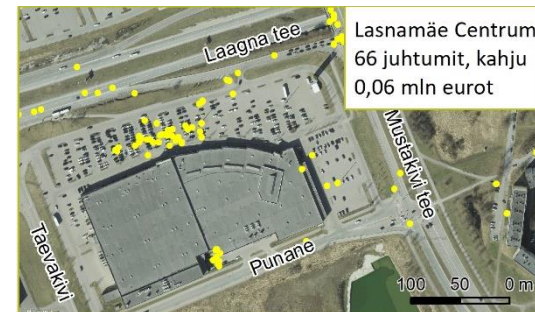 Lasnamäe Centrum
66 juhtumit, kahju
0,06 mln eurot
Laagna tee
Mustakivi tee
Taevakivi
Punane
100 50 0 m